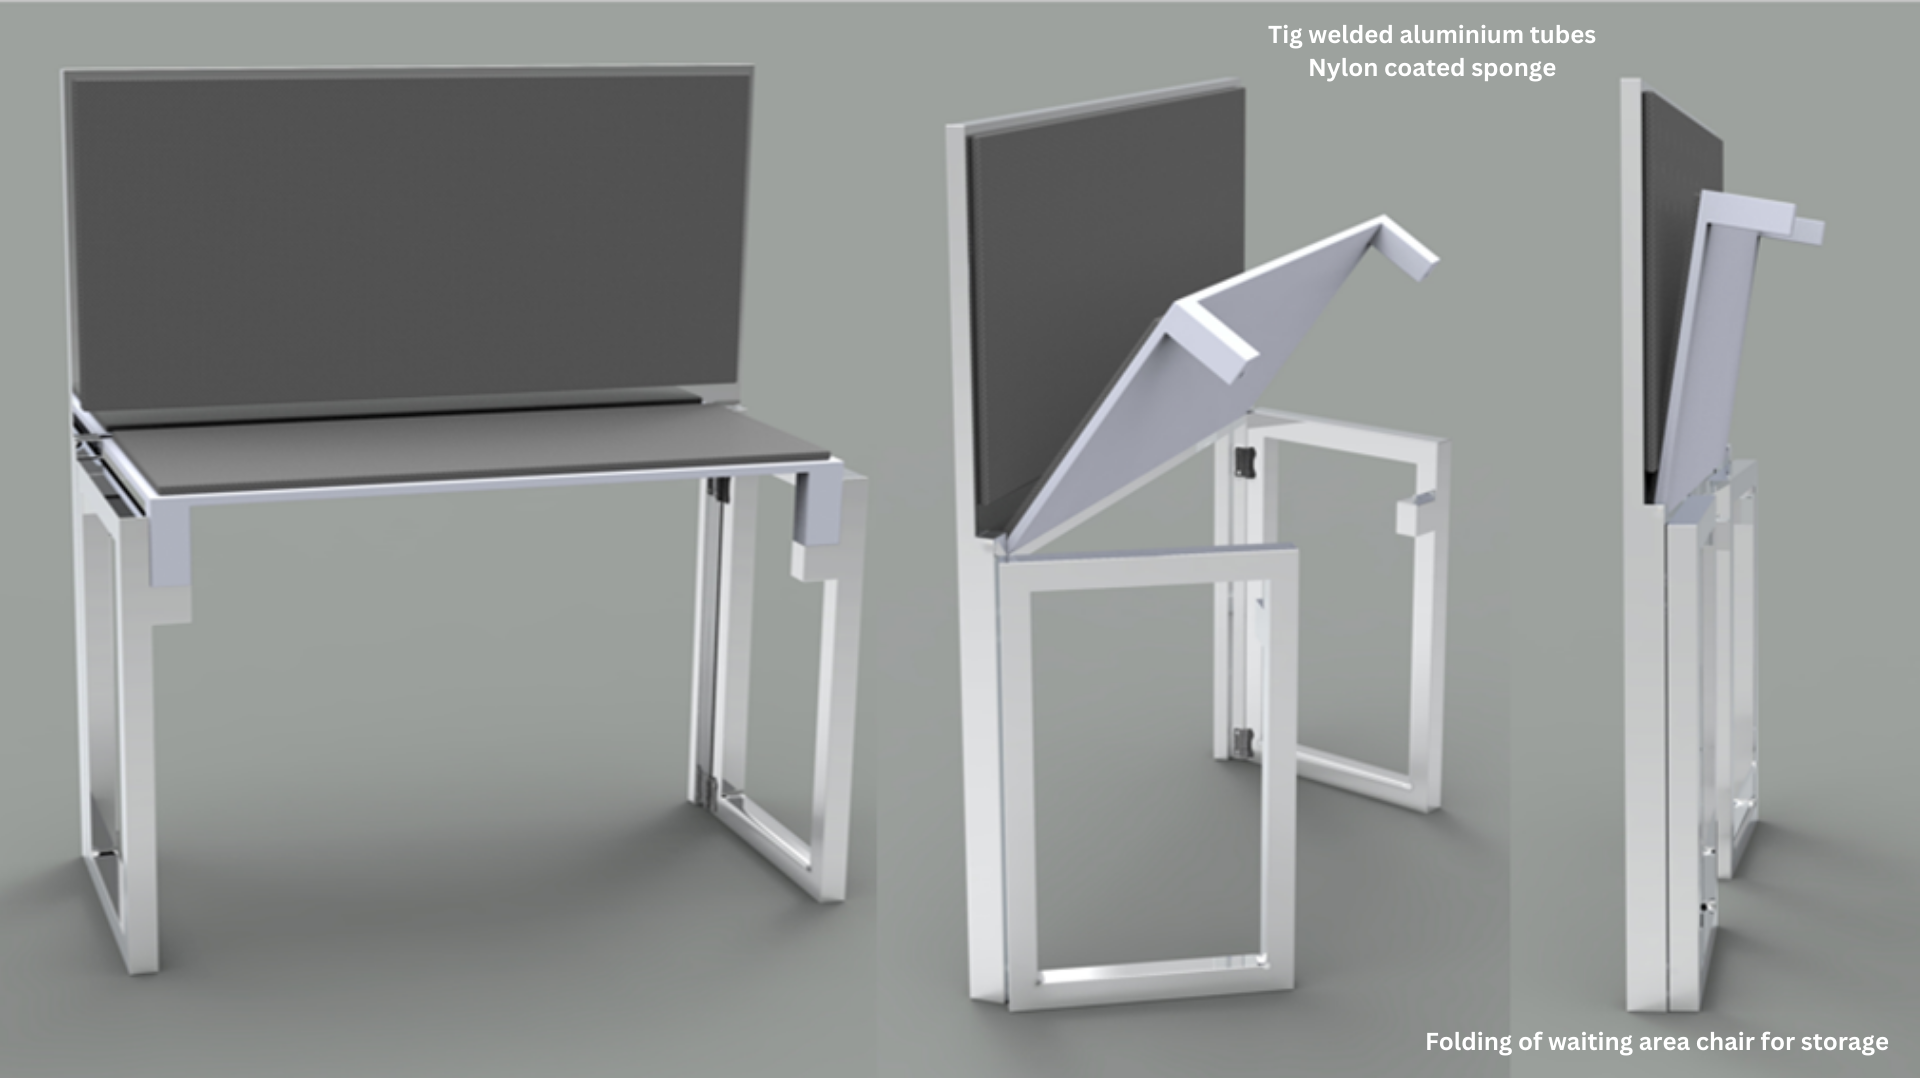 Tig welded aluminium tubes
Nylon coated sponge
Folding of waiting area chair for storage